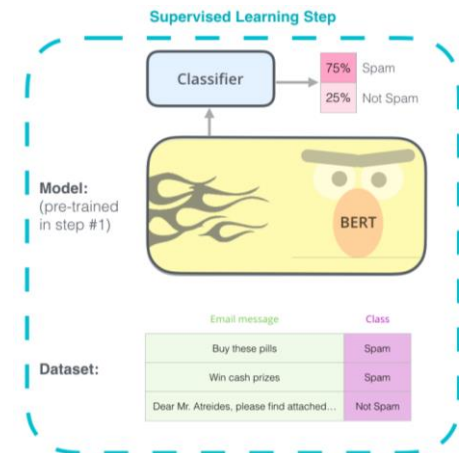 Supervised Learning Step
Classifier
75% Spam
25% Not Spam
Model:
(pre-trained
in step #1)
BERT
Email message Class
Buy these pills Spam
Dataset:
Win cash prizes Spam
Dear Mr. Atreides, please find attached... Not Spam